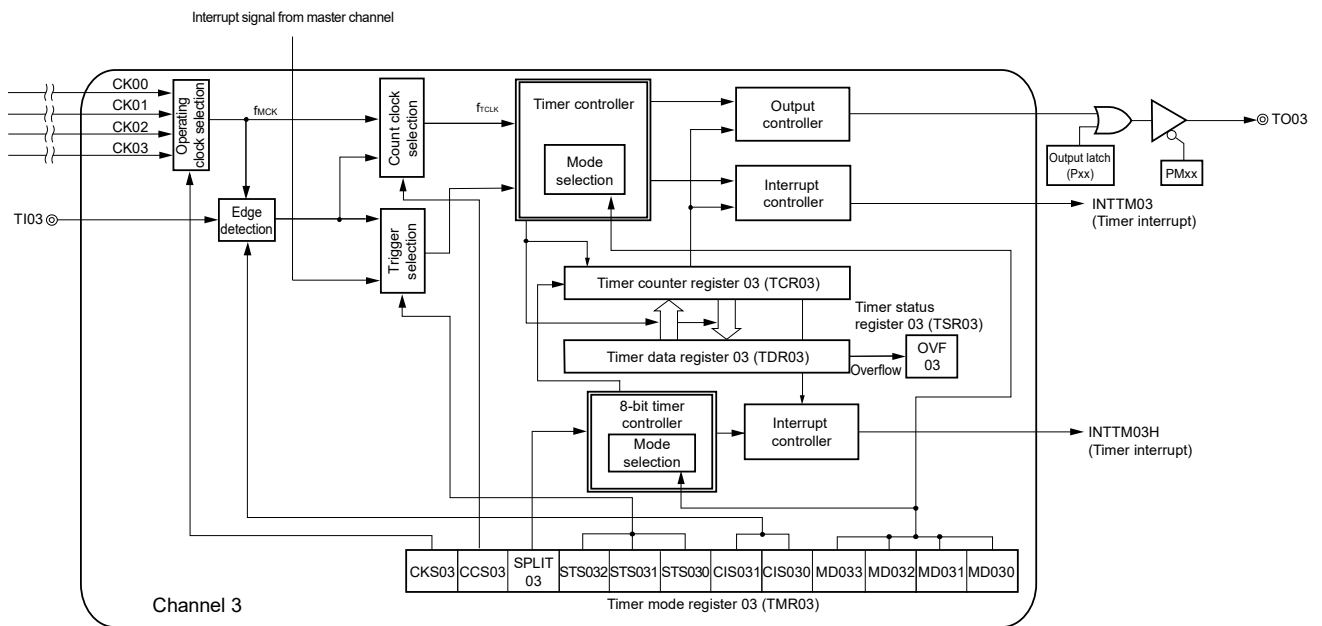 Interrupt signal from master channel
CK00
CK01
CK02
CK03
Operating
clock selection
fMCK
Count clock
selection
fTCLK
Timer controller
Mode
selection
Output
controller
TO03
Output latch
(Pxx)
PMxx
Interrupt
controller
INTTM03
(Timer interrupt)
TI03
Edge
detection
Trigger
selection
Timer counter register 03 (TCR03)
Timer status
register 03 (TSR03)
Timer data register 03 (TDR03)
Overflow
OVF
03
8-bit timer
controller
Mode
selection
Interrupt
controller
INTTM03H
(Timer interrupt)
CKS03
CCS03
SPLIT
03
STS032
STS031
STS030
CIS031
CIS030
MD033
MD032
MD031
MD030
Channel 3
Timer mode register 03 (TMR03)